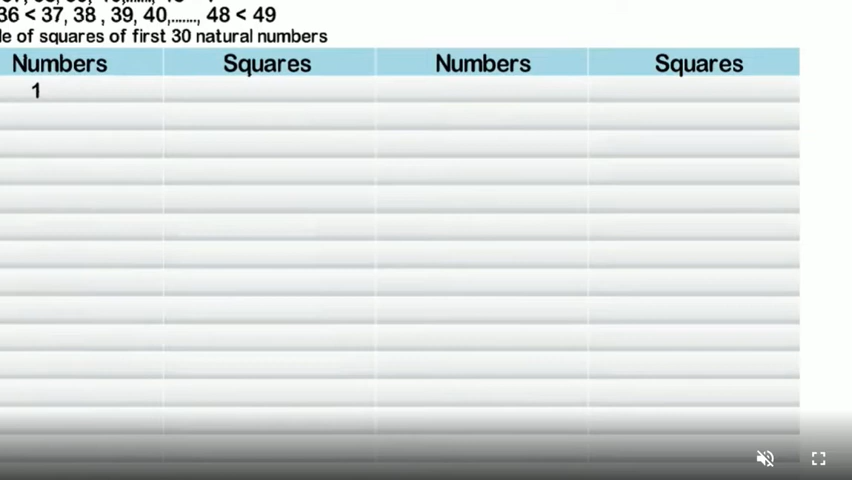 36 < 37, 38 , 39, 40,......., 48 < 49
le of squares of first 30 natural numbers
Numbers Squares Numbers Squares
1